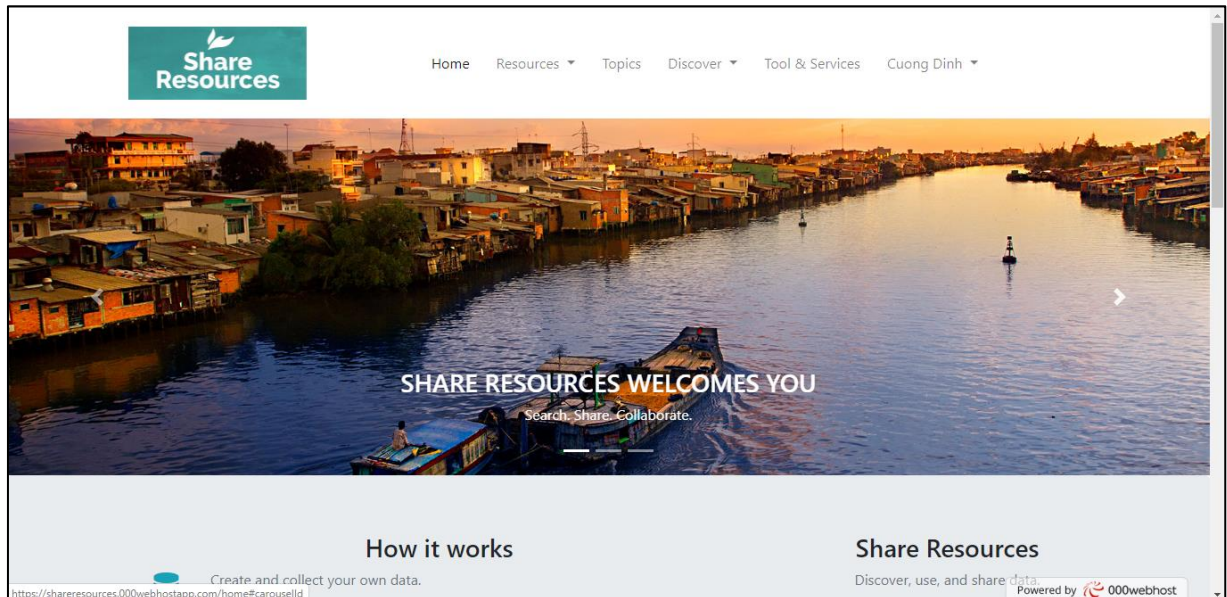 Share
Resources
Home Resources Topics Discover Tool & Services Cuong Dinh
SHARE RESOURCES WELCOMES YOU
Search. Share. Collaborate.
How it works
Share Resources
Create and collect your own data.
Discover, use, and share data.
https://shareresources.000webhostapp.com/home#carouselId
Powered by 000webhost